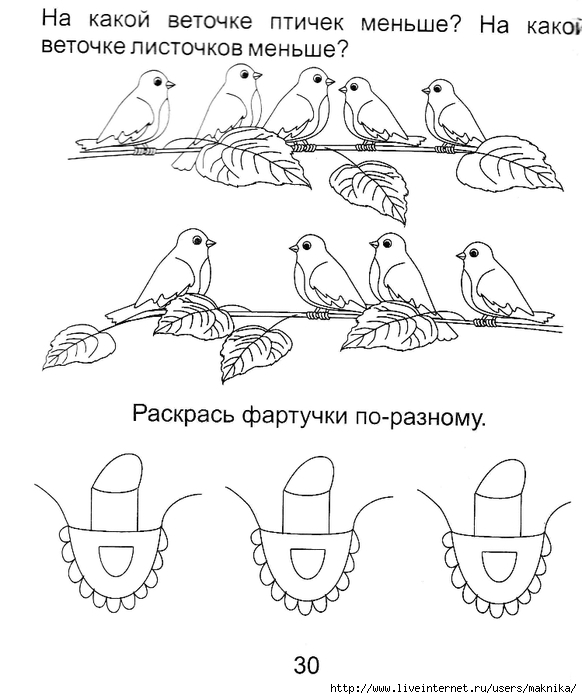 На какой веточке птичек меньше? На какой
веточке листочков меньше?
Раскрась фартучки по-разному.
30
http://www.liveinternet.ru/users/maknika/